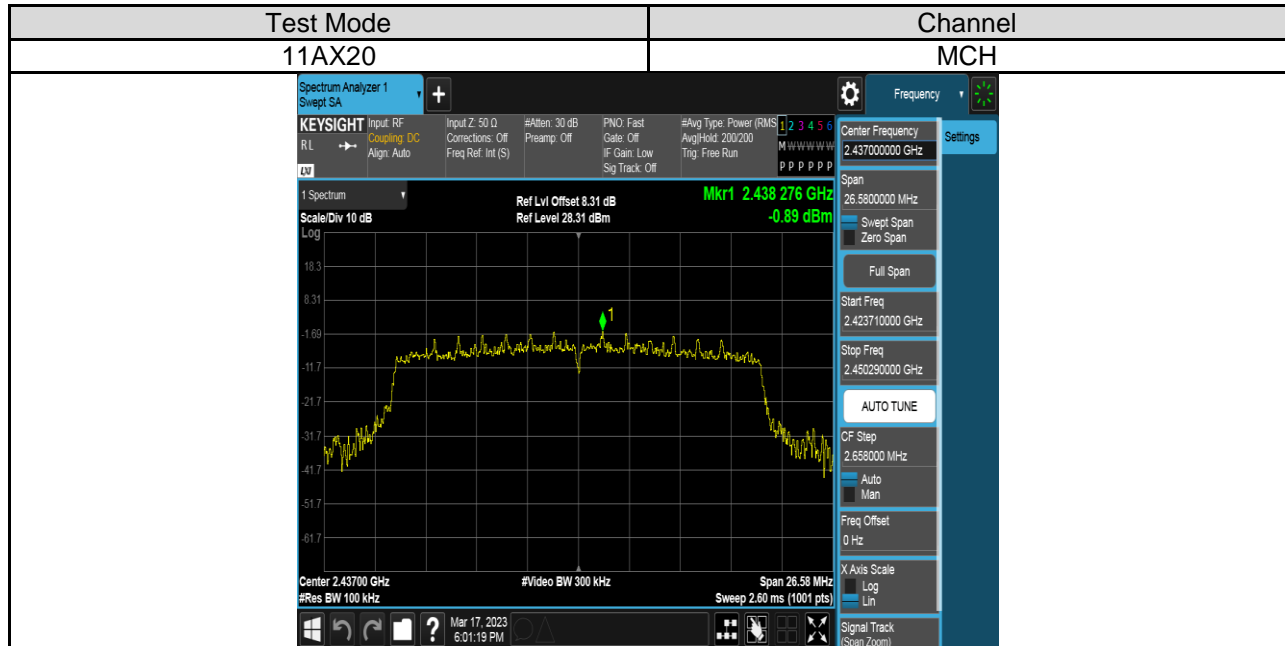 Test Mode Channel
11AX20 MCH
Spectrum Analyzer 1
Swept SA
Frequency
KEYSIGHT
RL
LXI
Input: RF
Coupling: DC
Align: Auto
Input Z: 50 Ω
Corrections: Off
Freq Ref: Int (S)
#Atten: 30 dB
Preamp: Off
PNO: Fast
Gate: Off
IF Gain: Low
Sig Track: Off
#Avg Type: Power (RMS
Avg|Hold: 200/200
Trig: Free Run
1 2 3 4 5 6
M W W W W W
P P P P P P
1 Spectrum
Scale/Div 10 dB
Log
Ref Lvl Offset 8.31 dB
Ref Level 28.31 dBm
Mkr1 2.438 276 GHz
-0.89 dBm
18.3
8.31
1
-1.69
-11.7
-21.7
-31.7
-41.7
-51.7
-61.7
Center 2.43700 GHz
#Res BW 100 kHz
#Video BW 300 kHz
Span 26.58 MHz
Sweep 2.60 ms (1001 pts)
?
Mar 17, 2023
6:01:19 PM
Center Frequency
2.437000000 GHz
Settings
Span
26.5800000 MHz
Swept Span
Zero Span
Full Span
Start Freq
2.423710000 GHz
Stop Freq
2.450290000 GHz
AUTO TUNE
CF Step
2.658000 MHz
Auto
Man
Freq Offset
0 Hz
X Axis Scale
Log
Lin
Signal Track
(Span Zoom)